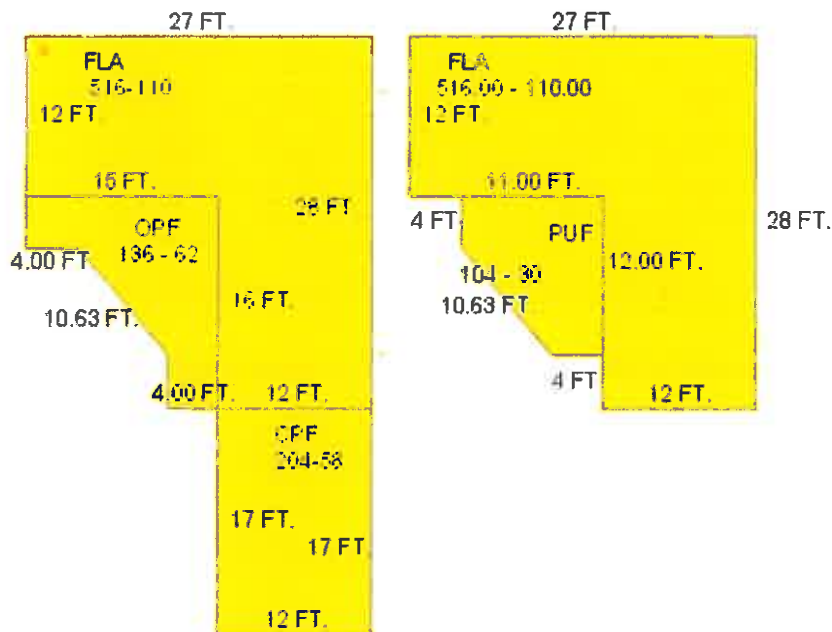 27 FT.
FLA
516-110
12 FT.
15 FT.
28 FT
OPF
136 - 62
4.00 FT
16 FT.
10.63 FT.
4.00 FT.
12 FT.
OPF
204-58
17 FT.
17 FT.
12 FT.
27 FT.
FLA
516.00 - 110.00
12 FT.
11.00 FT.
4 FT.
28 FT.
PUF
12.00 FT.
104 - 30
10.63 FT.
4 FT
12 FT.